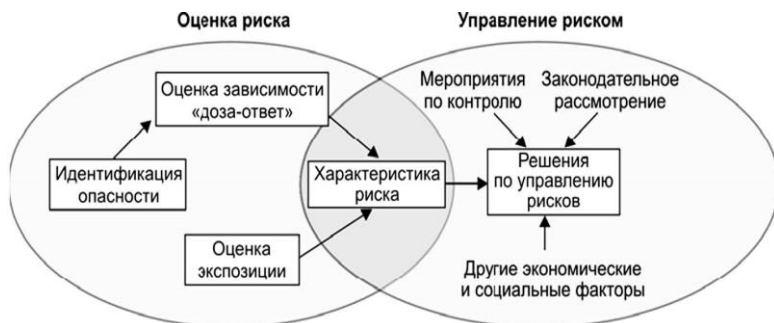 Оценка риска
Управление риском
Оценка зависимости
«доза-ответ»
Мероприятия
по контролю
Законодательное
рассмотрение
Идентификация
опасности
Характеристика
риска
Решения
по управлению
рисков
Оценка
экспозиции
Другие экономические
и социальные факторы